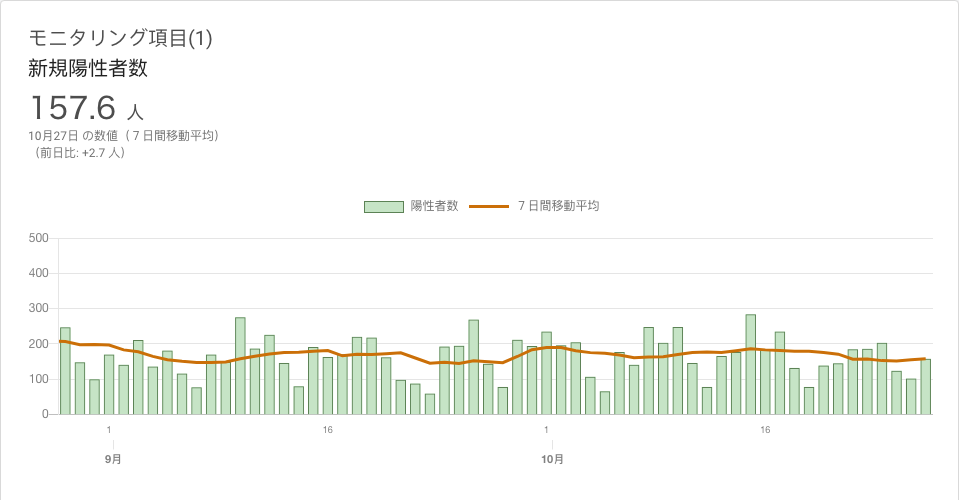 モニタリング項目(1)
新規陽性者数
157.6 人
10月27日 の数値（７日間移動平均）
（前日比: +2.7 人）
陽性者数 ７日間移動平均
500
400
300
200
100
0
1 16 1 16
9月 10月